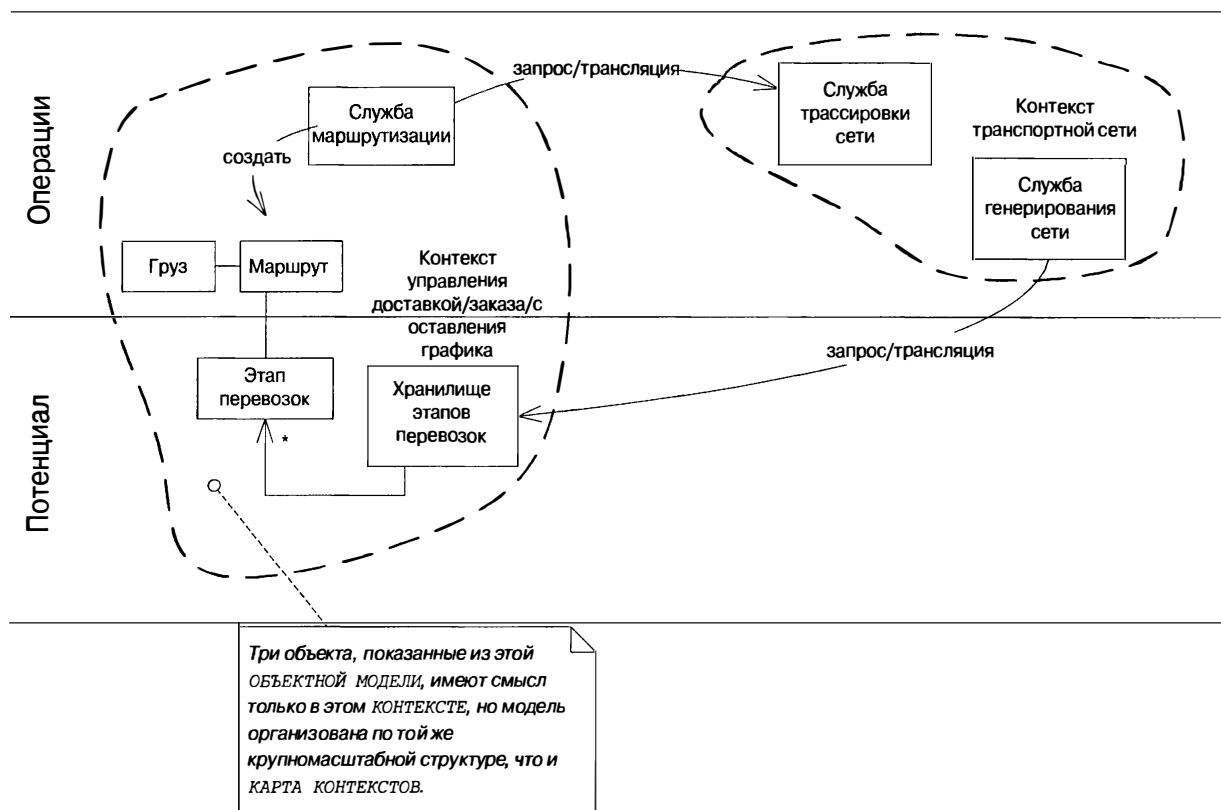 запрос/трансляция
Служба
маршрутизации
Служба
трассировки
сети
Контекст
транспортной сети
создать
Служба
генерирования
сети
Операции
Груз
Маршрут
Контекст
управления
доставкой/заказа/с
оставления
графика
запрос/трансляция
Этап
перевозок
Хранилище
этапов
перевозок
*
Потенциал
Три объекта, показанные из этой
ОБЪЕКТНОЙ МОДЕЛИ, имеют смысл
только в этом КОНТЕКСТЕ, но модель
организована по той же
крупномасштабной структуре, что и
КАРТА КОНТЕКСТОВ.